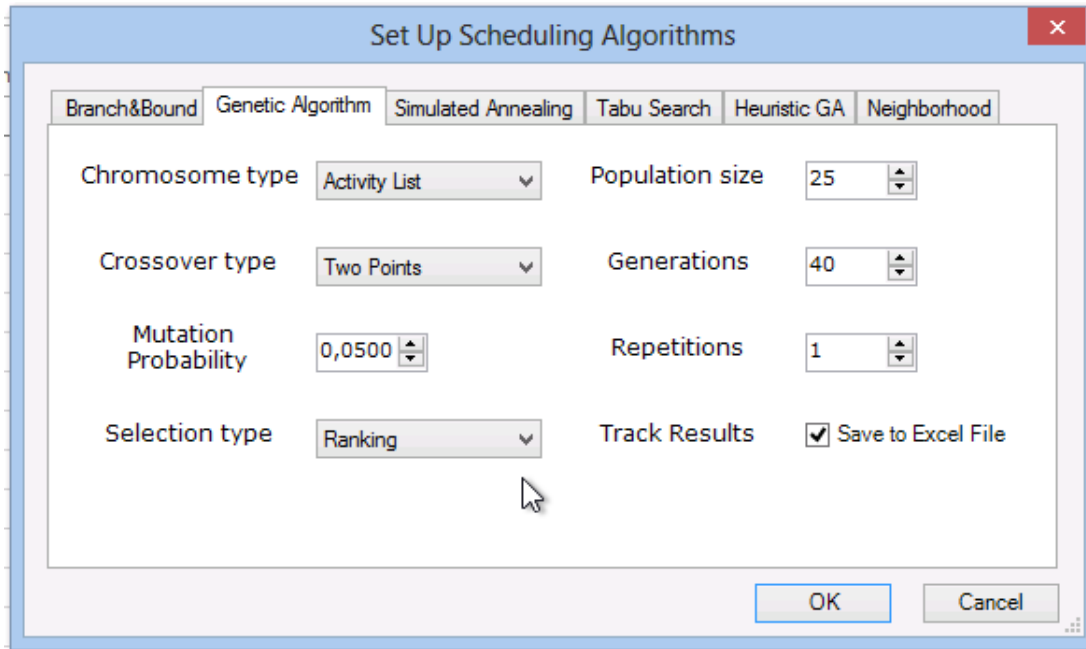 Set Up Scheduling Algorithms
Branch&Bound Genetic Algorithm Simulated Annealing Tabu Search Heuristic GA Neighborhood
Chromosome type Activity List Population size 25
Crossover type Two Points Generations 40
Mutation
Probability 0,0500 Repetitions 1
Selection type Ranking Track Results Save to Excel File
OK Cancel